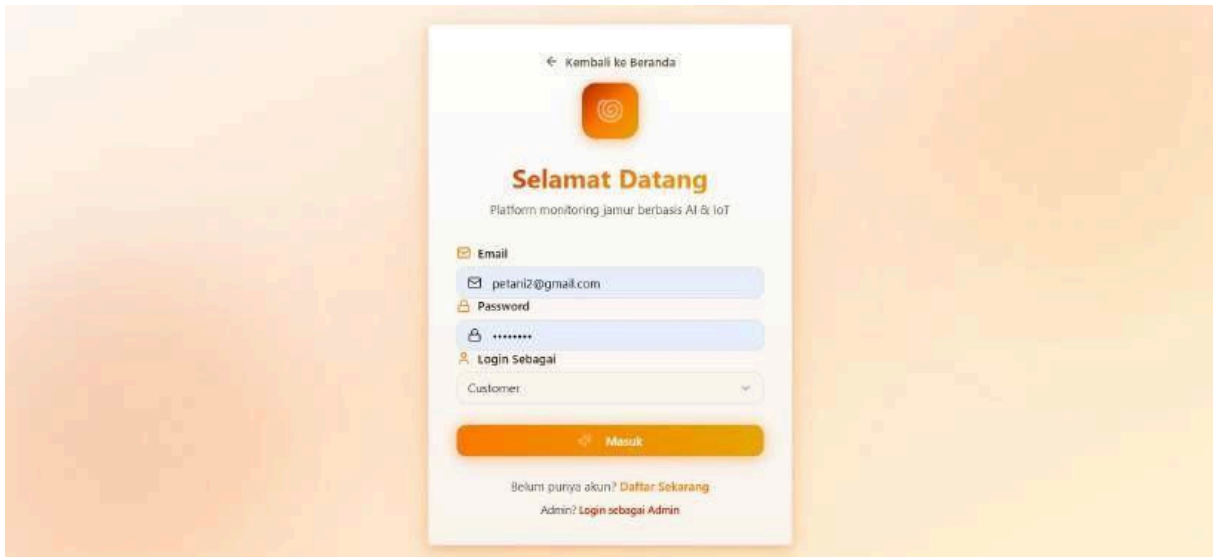 ← Kembali ke Beranda
Selamat Datang
Platform monitoring jamur berbasis AI & IoT
Email
petani2@gmail.com
Password
••••••••
Login Sebagai
Customer
Masuk
Belum punya akun? Daftar Sekarang
Admin? Login sebagai Admin